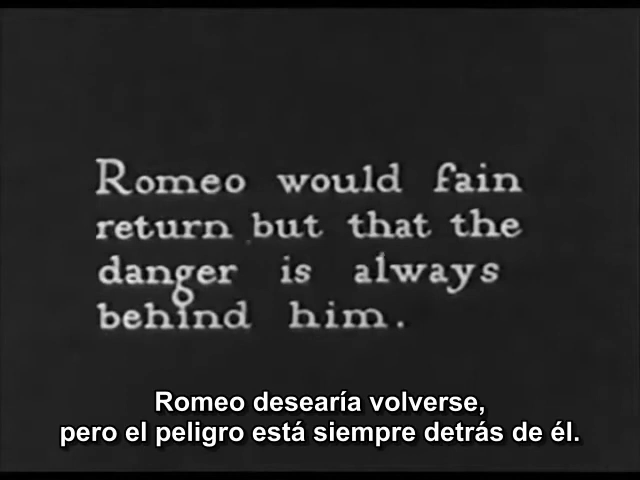 Romeo would fain
return but that the
danger is always
behind him.
Romeo desearía volverse,
pero el peligro está siempre detrás de él.